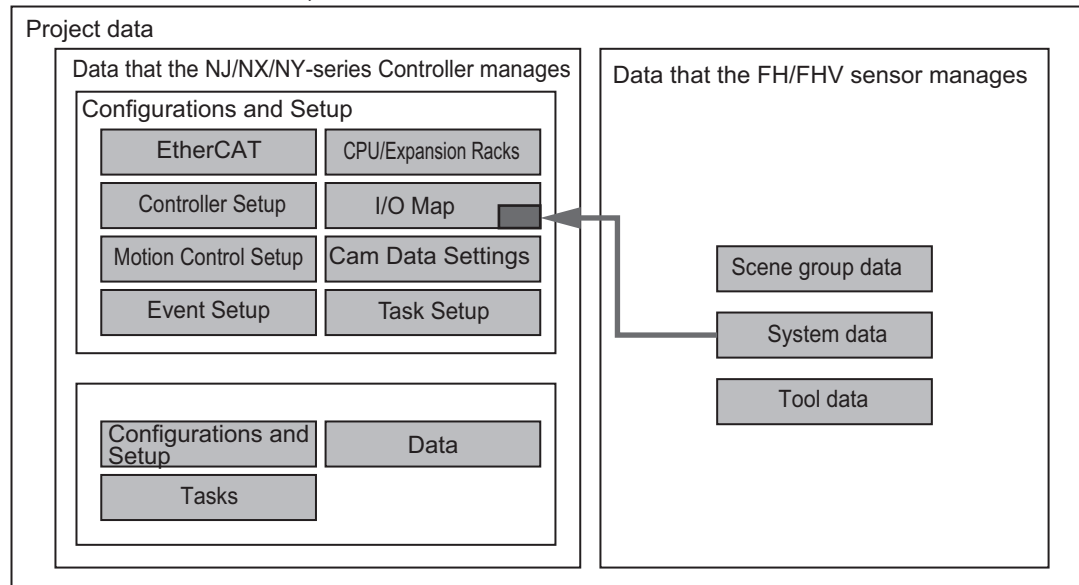 Project data
Data that the NJ/NX/NY-series Controller manages
Configurations and Setup
EtherCAT
CPU/Expansion Racks
Controller Setup
I/O Map
Motion Control Setup
Cam Data Settings
Event Setup
Task Setup
Configurations and
Setup
Data
Tasks
Data that the FH/FHV sensor manages
Scene group data
System data
Tool data